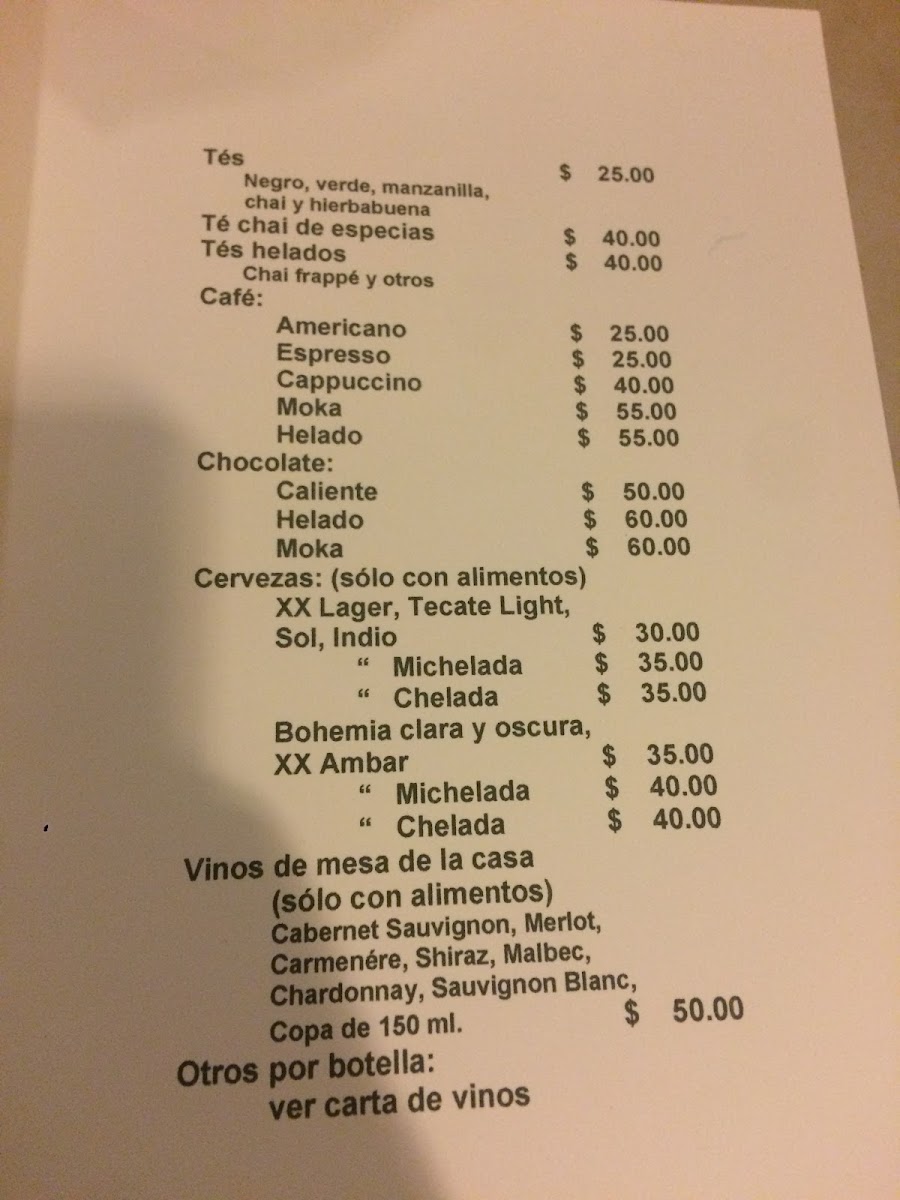 Tés $ 25.00
Negro, verde, manzanilla,
chai y hierbabuena
Té chai de especias $ 40.00
Tés helados $ 40.00
Chai frappé y otros
Café:
Americano $ 25.00
Espresso $ 25.00
Cappuccino $ 40.00
Moka $ 55.00
Helado $ 55.00
Chocolate:
Caliente $ 50.00
Helado $ 60.00
Moka $ 60.00
Cervezas: (sólo con alimentos)
XX Lager, Tecate Light,
Sol, Indio $ 30.00
“ Michelada $ 35.00
“ Chelada $ 35.00
Bohemia clara y oscura,
XX Ambar $ 35.00
“ Michelada $ 40.00
“ Chelada $ 40.00
Vinos de mesa de la casa
(sólo con alimentos)
Cabernet Sauvignon, Merlot,
Carmenére, Shiraz, Malbec,
Chardonnay, Sauvignon Blanc,
Copa de 150 ml. $ 50.00
Otros por botella:
ver carta de vinos